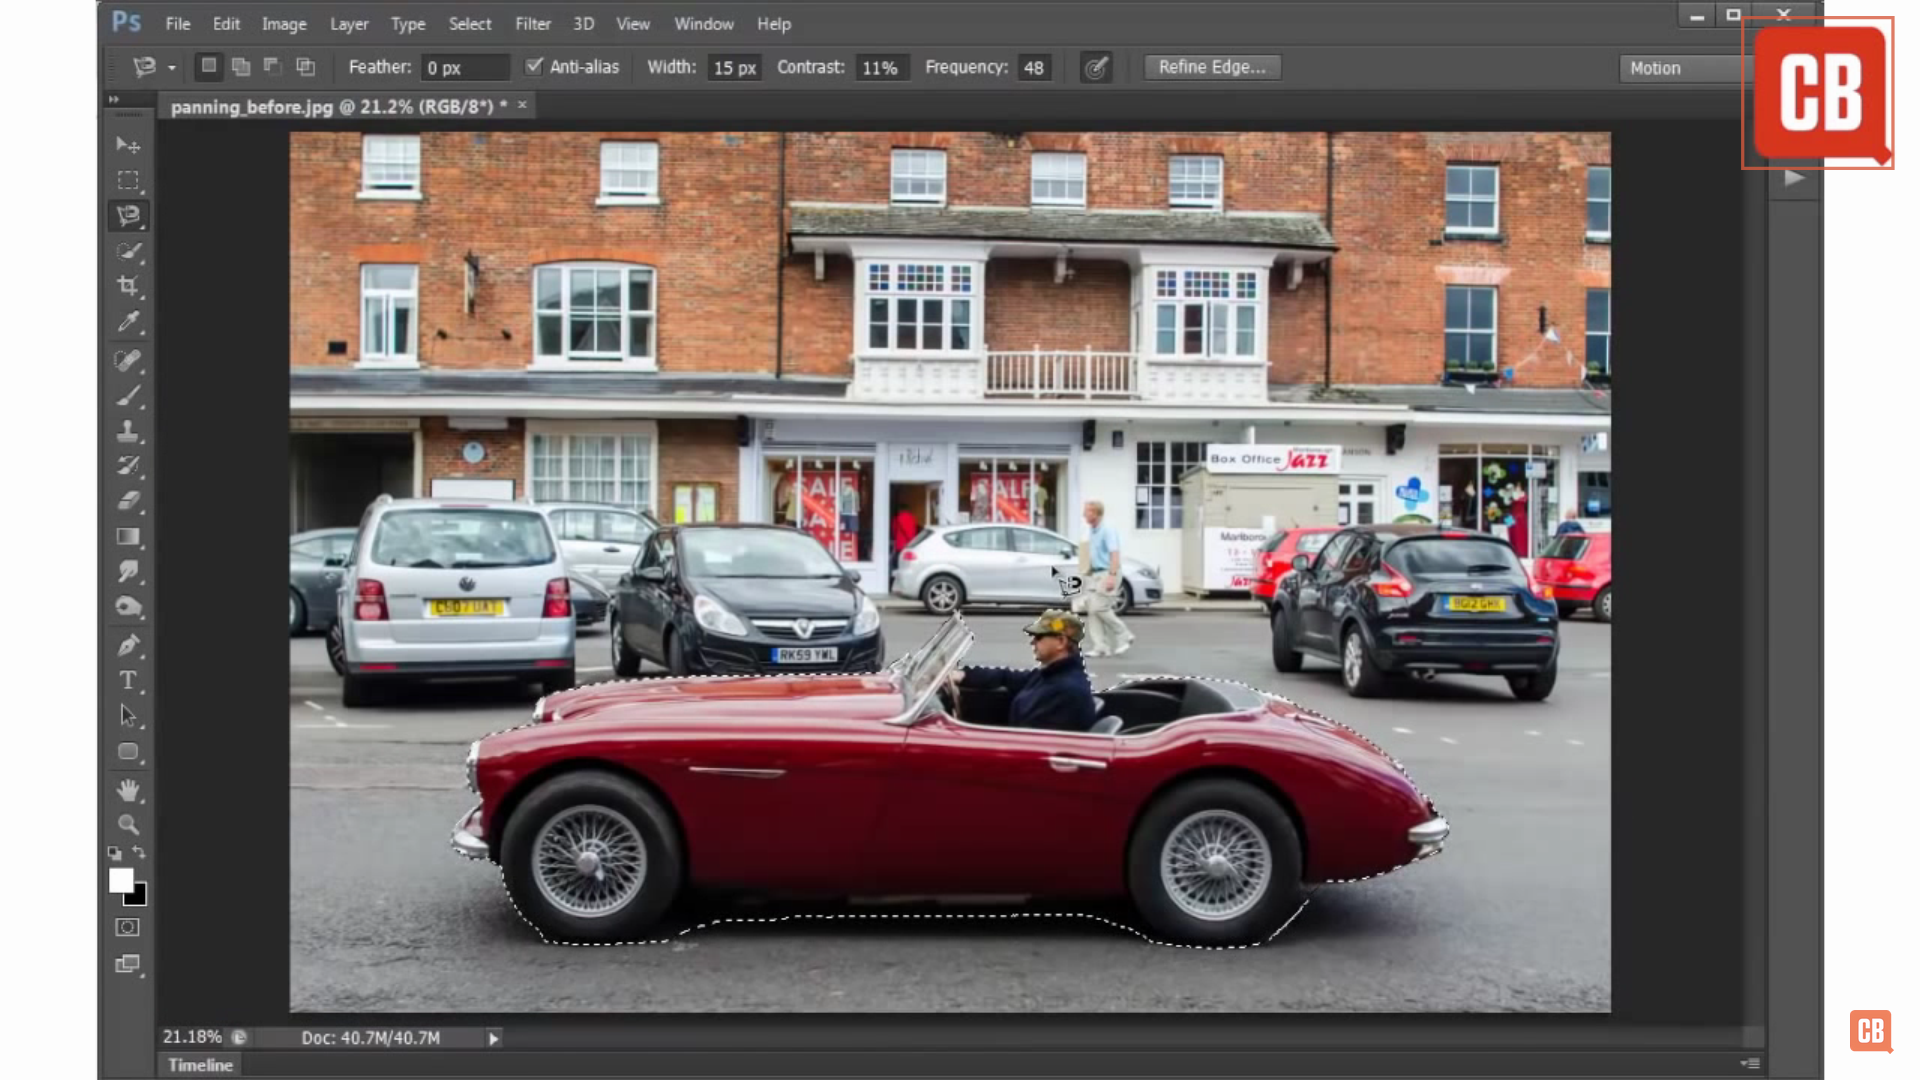 Ps File Edit Image Layer Type Select Filter 3D View Window Help
Feather: 0 px Anti-alias Width: 15 px Contrast: 11% Frequency: 48 Refine Edge... Motion
CB
panning_before.jpg @ 21.2% (RGB/8*) * ×
Box Office Jazz
SALE
SALE
RK59 YWL
T
21.18% Doc: 40.7M/40.7M
CB
Timeline